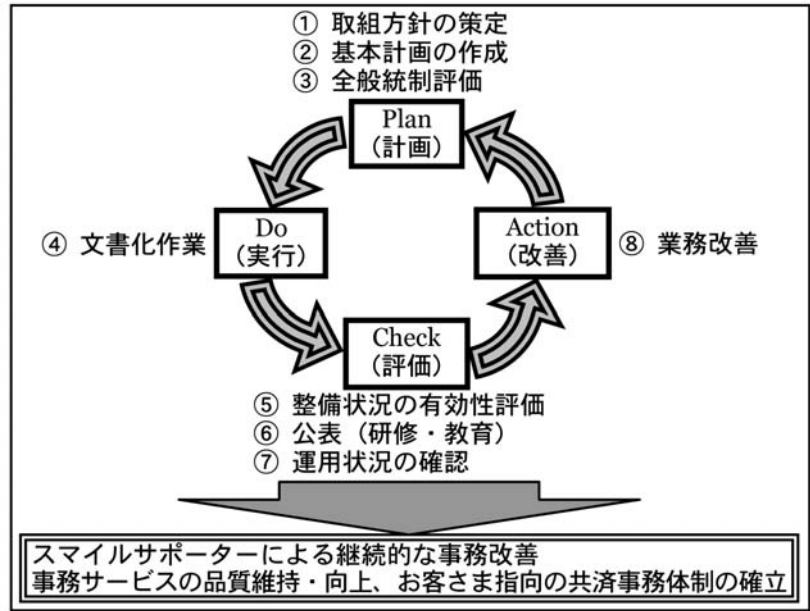 ① 取組方針の策定
② 基本計画の作成
③ 全般統制評価
Plan
（計画）
Do
（実行）
④ 文書化作業
Action
（改善）
⑧ 業務改善
Check
（評価）
⑤ 整備状況の有効性評価
⑥ 公表（研修・教育）
⑦ 運用状況の確認
スマイルサポーターによる継続的な事務改善
事務サービスの品質維持・向上、お客さま指向の共済事務体制の確立